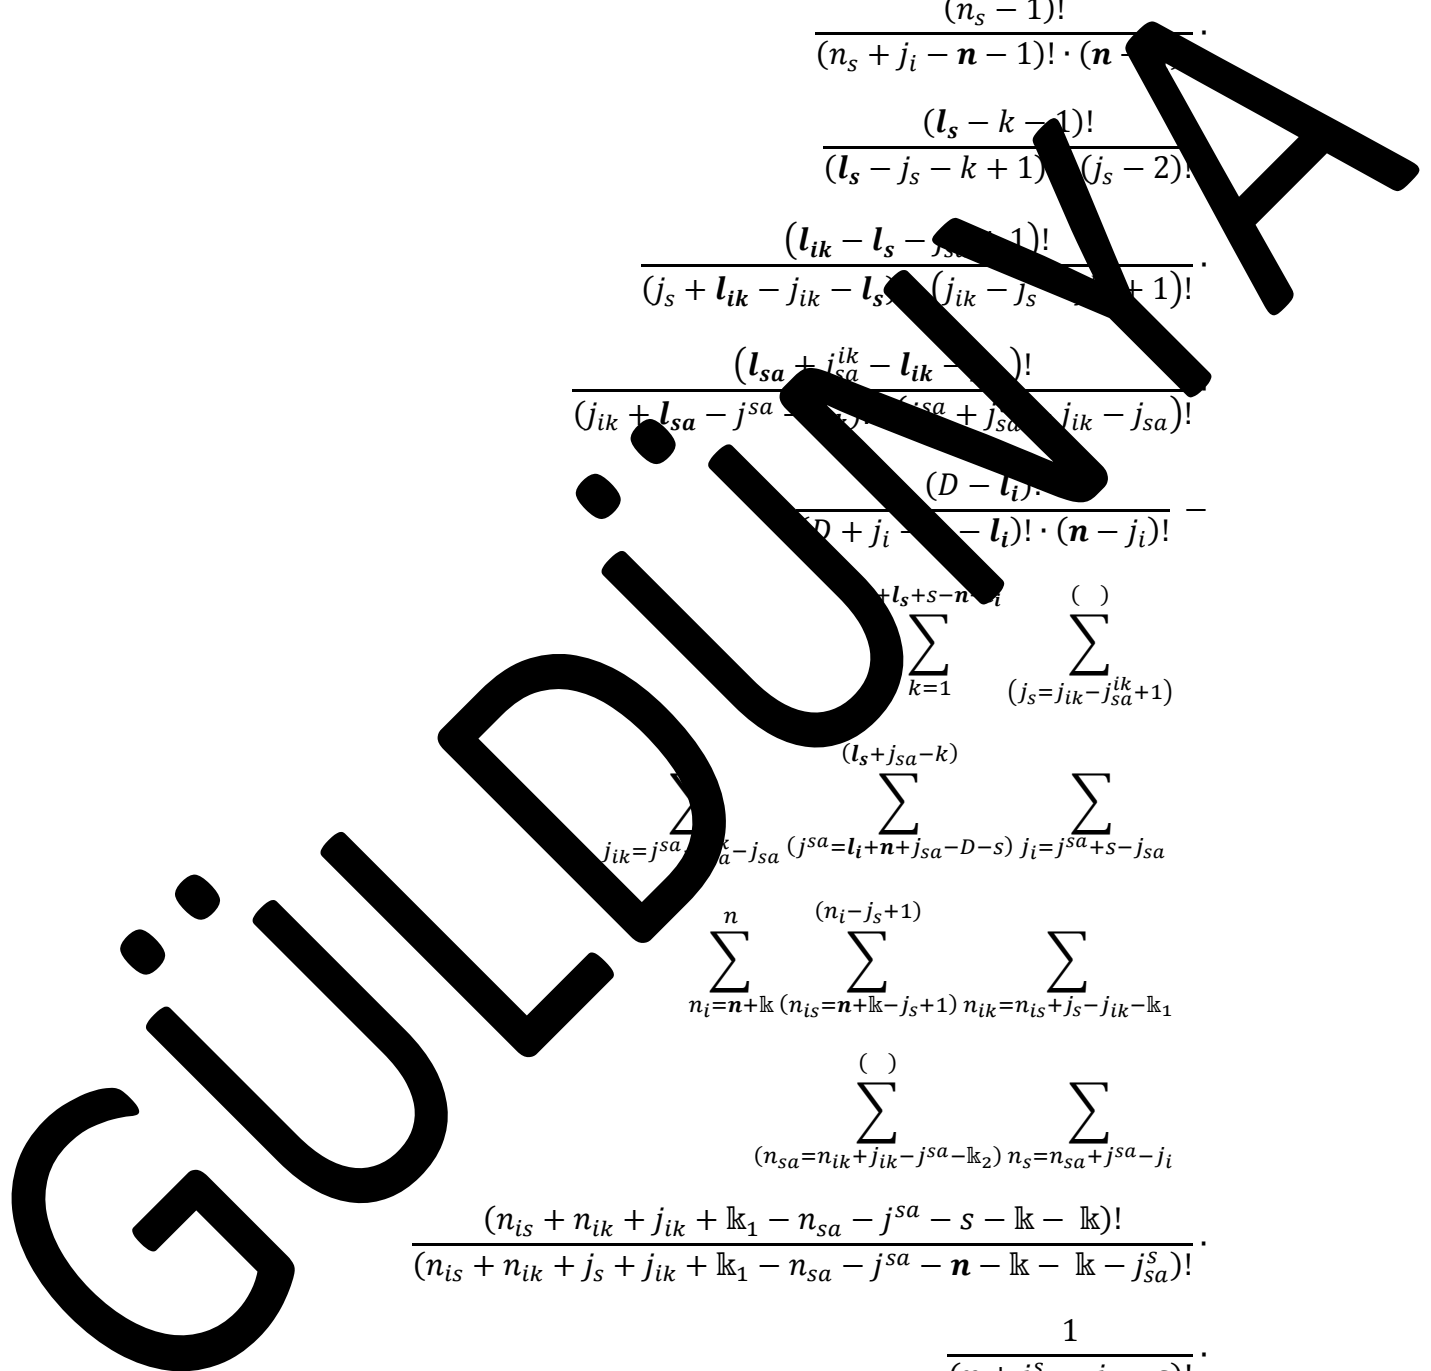 (n_s − 1)!
(n_s + j_i − n − 1)! · (n ·
(l_s − k − 1)!
(l_s − j_s − k + 1) (j_s − 2)!
(l_ik − l_s − 1)!
(j_s + l_ik − j_ik − l_s) (j_ik − j_s + 1)! ·
(l_sa + j_sa^ik − l_ik − )!
(j_ik + l_sa − j^sa − j^sa + j_sa j_ik − j_sa)!
(D − l_i)!
(D + j_i − l_i)! · (n − j_i)! −
+l_s+s−n ( )
∑ ∑
k=1 (j_s=j_ik−j_sa^ik+1)
(l_s+j_sa−k)
∑ ∑ ∑
j_ik=j^sa −j_sa (j^sa=l_i+n+j_sa−D−s) j_i=j^sa+s−j_sa
n (n_i−j_s+1)
∑ ∑ ∑
n_i=n+𝕜 (n_is=n+𝕜−j_s+1) n_ik=n_is+j_s−j_ik−𝕜_1
( )
∑ ∑
(n_sa=n_ik+j_ik−j^sa−𝕜_2) n_s=n_sa+j^sa−j_i
(n_is + n_ik + j_ik + 𝕜_1 − n_sa − j^sa − s − 𝕜 − 𝕜)!
(n_is + n_ik + j_s + j_ik + 𝕜_1 − n_sa − j^sa − n − 𝕜 − 𝕜 − j_sa^s)! ·
1
GÜLDÜNYA